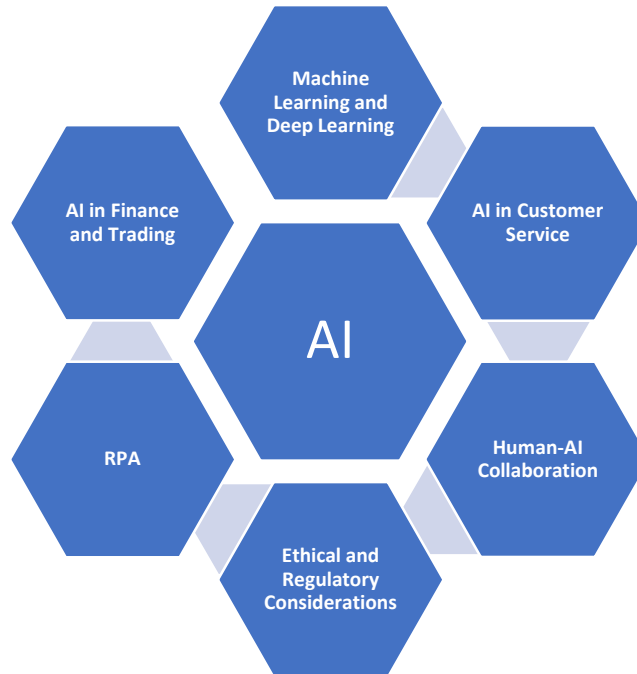 Machine
Learning and
Deep Learning
AI in Finance
and Trading
AI in Customer
Service
AI
RPA
Human-AI
Collaboration
Ethical and
Regulatory
Considerations